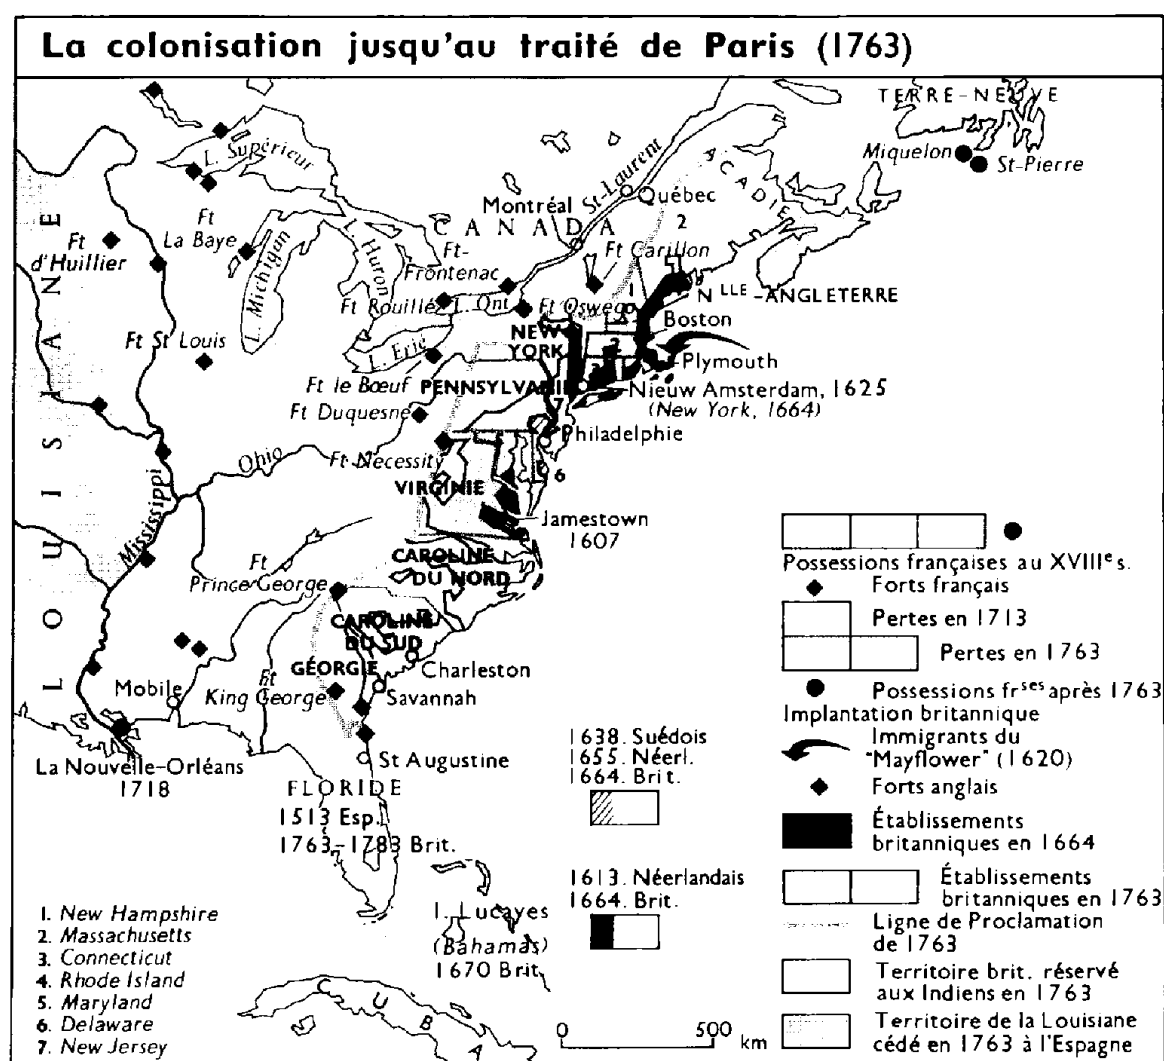 La colonisation jusqu'au traité de Paris (1763)
TERRE-NEUVE
Miquelon
St-Pierre
L. Supérieur
St-Laurent
ACADIE
Québec
Montréal
2
CANADA
Ft
La Baye
Ft
d'Huillier
L. Michigan
L. Huron
Ft-
Frontenac
Ft Carillon
Ft Rouillé
L. Ont.
Ft Oswego
1
NLLE-ANGLETERRE
Boston
NEW
YORK
2
Plymouth
Ft St Louis
L. Erié
3
Ft le Bœuf
PENNSYLVANIE
Nieuw Amsterdam, 1625
(New York, 1664)
7
Ft Duquesne
Philadelphie
Ohio
Ft Necessity
5
6
VIRGINIE
LOUISIANE
Mississippi
Jamestown
1607
CAROLINE
DU NORD
Ft
Prince George
CAROLINE
DU SUD
GÉORGIE
Charleston
Ft
King George
Savannah
Mobile
La Nouvelle-Orléans
1718
St Augustine
FLORIDE
1513 Esp.
1763-1783 Brit.
1638. Suédois
1655. Néerl.
1664. Brit.
1613. Néerlandais
1664. Brit.
I. Lucayes
(Bahamas)
1670 Brit.
CUBA
0 500 km
1. New Hampshire
2. Massachusetts
3. Connecticut
4. Rhode Island
5. Maryland
6. Delaware
7. New Jersey
Possessions françaises au XVIIIe s.
Forts français
Pertes en 1713
Pertes en 1763
Possessions frses après 1763
Implantation britannique
Immigrants du
"Mayflower" (1620)
Forts anglais
Établissements
britanniques en 1664
Établissements
britanniques en 1763
Ligne de Proclamation
de 1763
Territoire brit. réservé
aux Indiens en 1763
Territoire de la Louisiane
cédé en 1763 à l'Espagne